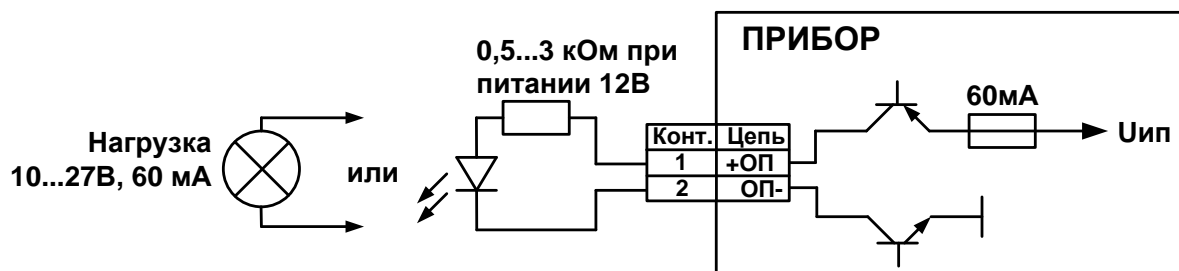 ПРИБОР
0,5...3 кОм при
питании 12В
60мА
Uип
Нагрузка
10...27В, 60 мА
или
Конт. Цепь
1 +ОП
2 ОП-